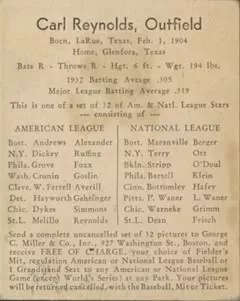 Carl Reynolds, Outfield
Born, LaRue, Texas, Feb. 1, 1904
Home, Glenfora, Texas
Bats R - Throws R - Hgt. 6 ft. - Wgt. 194 lbs.
1932 Batting Average .305
Major League Batting Average .319
This is one of a set of 32 of Am. & Natl. League Stars
— consisting of —
AMERICAN LEAGUE NATIONAL LEAGUE
Bost. Andrews Alexander Bost. Maranville Berger
N.Y. Dickey Ruffing N.Y. Terry Ott
Phila. Grove Foxx Bkln. Stripp O'Doul
Wash. Cronin Goslin Phila. Bartell Klein
Cleve. W. Ferrell Averill Cinn. Bottomley Hafey
Det. Hayworth Gehringer Pitts. P. Waner L. Waner
Chic. Dykes Simmons Chic. Warneke Grimm
St.L. Melillo Reynolds St.L. Dean Frisch
Send a complete uncancelled set of 32 pictures to George
C. Miller & Co., Inc., 927 Washington St., Boston, and
receive FREE OF CHARGE, your choice of Fielder's
Mit, regulation American or National League Baseball or
1 Grandstand Seat to any American or National League
Game (except World's Series) at any Park. Your pictures
will be returned cancelled, with the Baseball, Mit or Ticket.